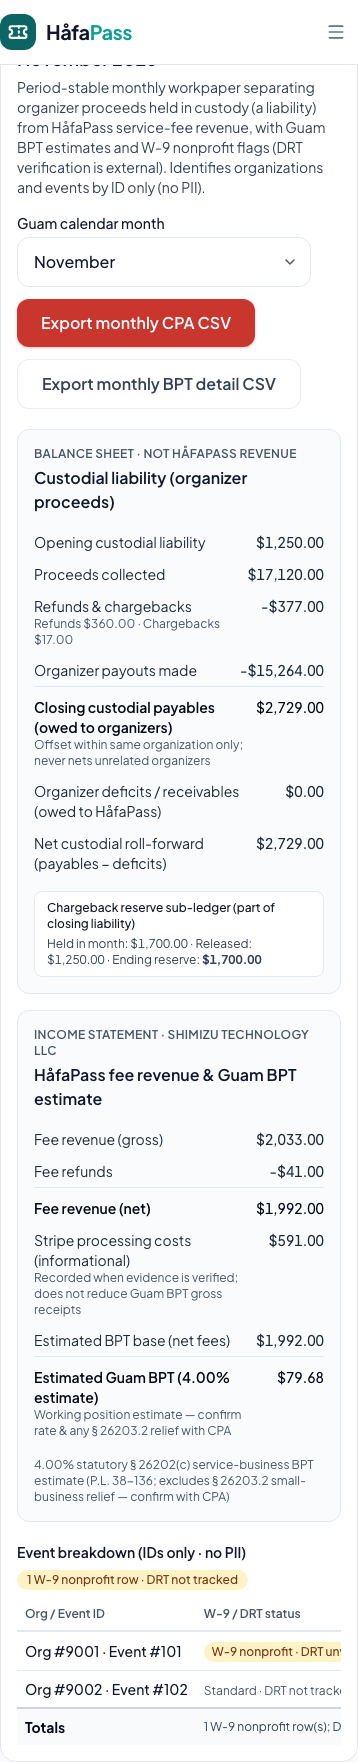 HåfaPass
Period-stable monthly workpaper separating
organizer proceeds held in custody (a liability)
from HåfaPass service-fee revenue, with Guam
BPT estimates and W-9 nonprofit flags (DRT
verification is external). Identifies organizations
and events by ID only (no PII).
Guam calendar month
November
Export monthly CPA CSV
Export monthly BPT detail CSV
BALANCE SHEET · NOT HÅFAPASS REVENUE
Custodial liability (organizer
proceeds)
Opening custodial liability $1,250.00
Proceeds collected $17,120.00
Refunds & chargebacks -$377.00
Refunds $360.00 · Chargebacks
$17.00
Organizer payouts made -$15,264.00
Closing custodial payables $2,729.00
(owed to organizers)
Offset within same organization only;
never nets unrelated organizers
Organizer deficits / receivables $0.00
(owed to HåfaPass)
Net custodial roll-forward $2,729.00
(payables − deficits)
Chargeback reserve sub-ledger (part of
closing liability)
Held in month: $1,700.00 · Released:
$1,250.00 · Ending reserve: $1,700.00
INCOME STATEMENT · SHIMIZU TECHNOLOGY
LLC
HåfaPass fee revenue & Guam BPT
estimate
Fee revenue (gross) $2,033.00
Fee refunds -$41.00
Fee revenue (net) $1,992.00
Stripe processing costs $591.00
(informational)
Recorded when evidence is verified;
does not reduce Guam BPT gross
receipts
Estimated BPT base (net fees) $1,992.00
Estimated Guam BPT (4.00% $79.68
estimate)
Working position estimate — confirm
rate & any § 26203.2 relief with CPA
4.00% statutory § 26202(c) service-business BPT
estimate (P.L. 38-136; excludes § 26203.2 small-
business relief — confirm with CPA)
Event breakdown (IDs only · no PII)
1 W-9 nonprofit row · DRT not tracked
Org / Event ID W-9 / DRT status
Org #9001 · Event #101 W-9 nonprofit · DRT
Org #9002 · Event #102 Standard · DRT not
Totals 1 W-9 nonprofit row(s);